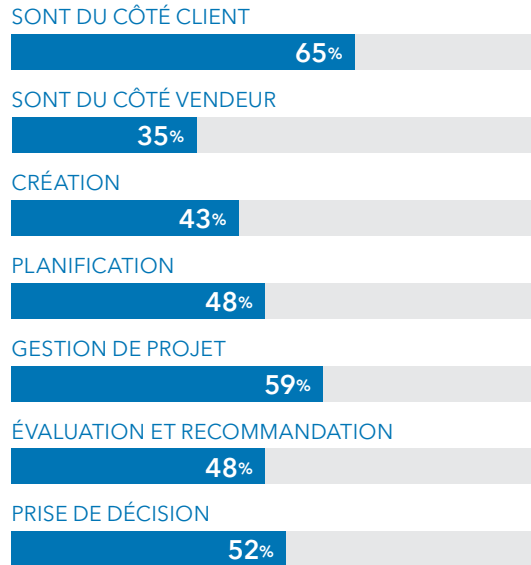 SONT DU CÔTÉ CLIENT
65%
SONT DU CÔTÉ VENDEUR
35%
CRÉATION
43%
PLANIFICATION
48%
GESTION DE PROJET
59%
ÉVALUATION ET RECOMMANDATION
48%
PRISE DE DÉCISION
52%